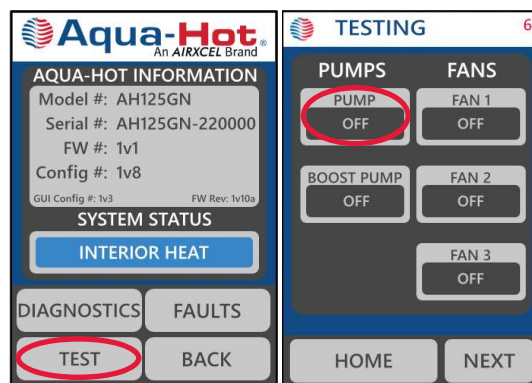 Aqua-Hot®
An AIRXCEL Brand
AQUA-HOT INFORMATION
Model #: AH125GN
Serial #: AH125GN-220000
FW #: 1v1
Config #: 1v8
GUI Config #: 1v3 FW Rev: 1v10a
SYSTEM STATUS
INTERIOR HEAT
DIAGNOSTICS FAULTS
TEST BACK
TESTING 6
PUMPS FANS
PUMP FAN 1
OFF OFF
BOOST PUMP FAN 2
OFF OFF
FAN 3
OFF
HOME NEXT